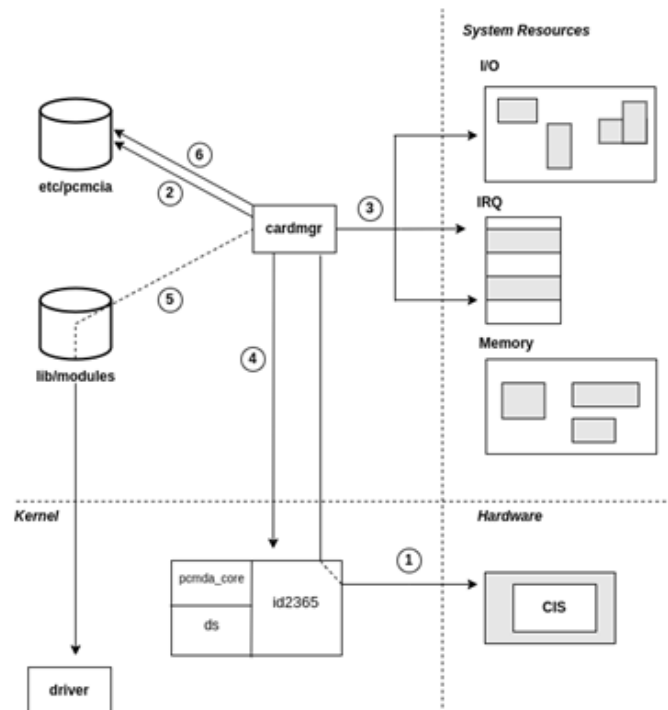 System Resources
I/O
6
etc/pcmcia
2
IRQ
3
cardmgr
5
Memory
4
lib/modules
Kernel
Hardware
1
pcmda_core
id2365
CIS
ds
driver